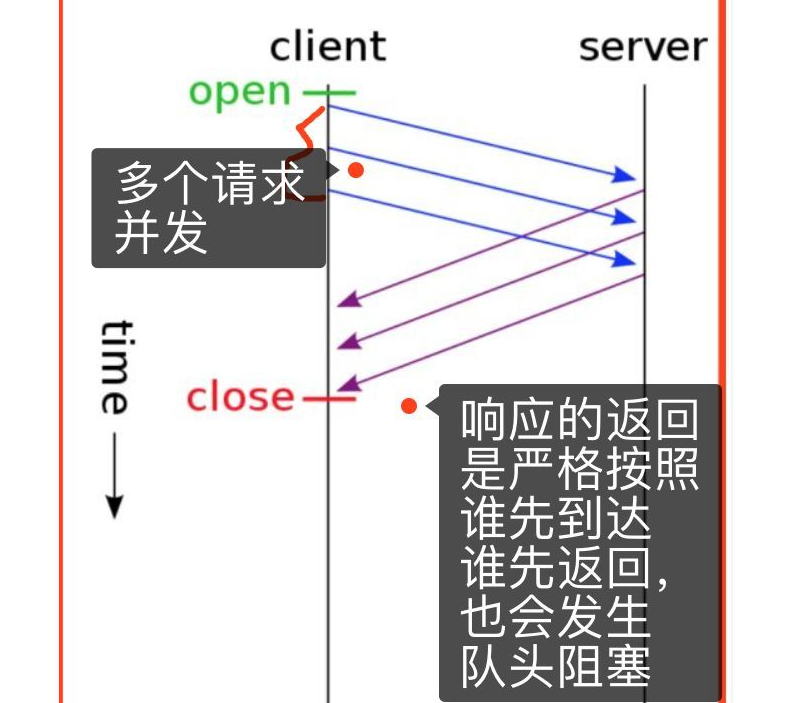 client
server
open
多个请求
并发
time
close
响应的返回
是严格按照
谁先到达
谁先返回，
也会发生
队头阻塞